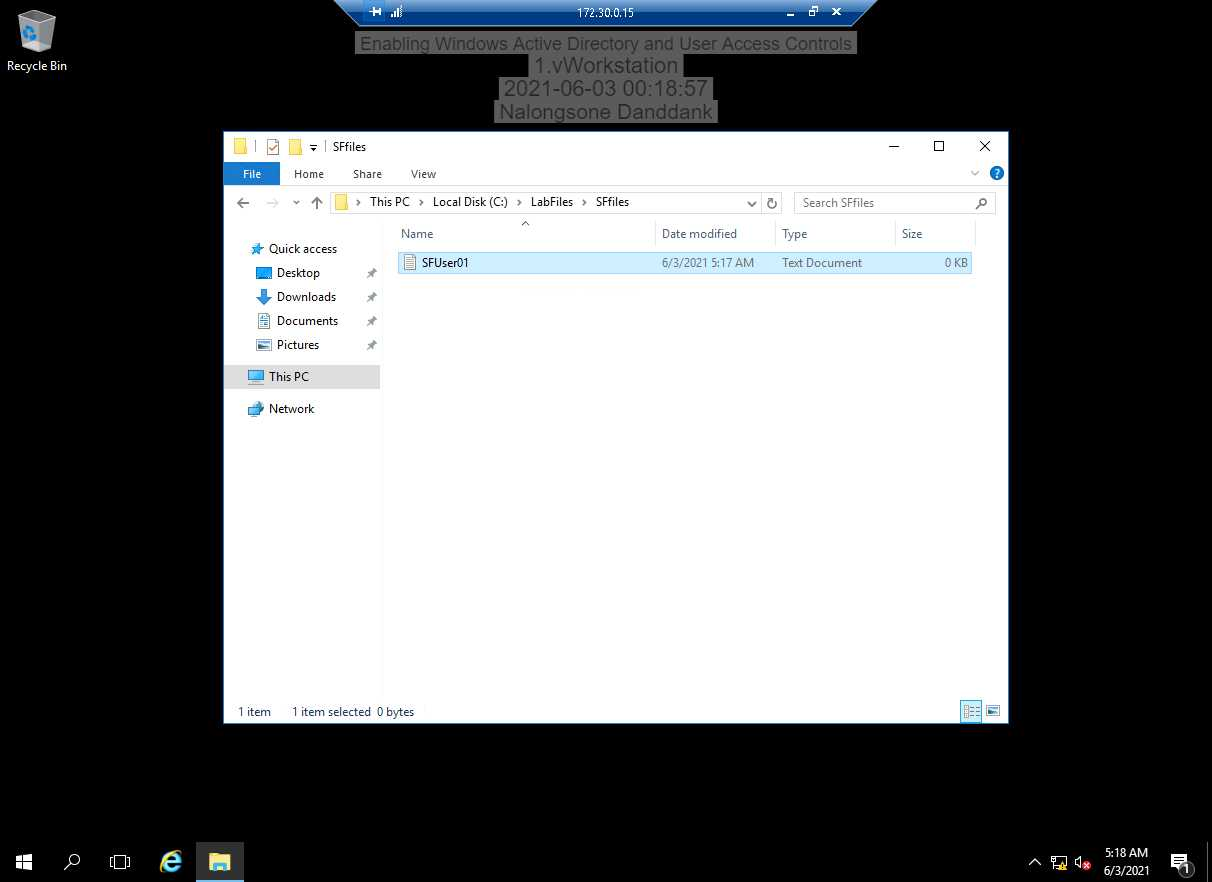 172.30.0.15
Recycle Bin
Enabling Windows Active Directory and User Access Controls
1.vWorkstation
2021-06-03 00:18:57
Nalongsone Danddank
SFfiles
File Home Share View
This PC Local Disk (C:) LabFiles SFfiles
Search SFfiles
Name Date modified Type Size
Quick access
SFUser01 6/3/2021 5:17 AM Text Document 0 KB
Desktop
Downloads
Documents
Pictures
This PC
Network
1 item 1 item selected 0 bytes
5:18 AM
6/3/2021
1